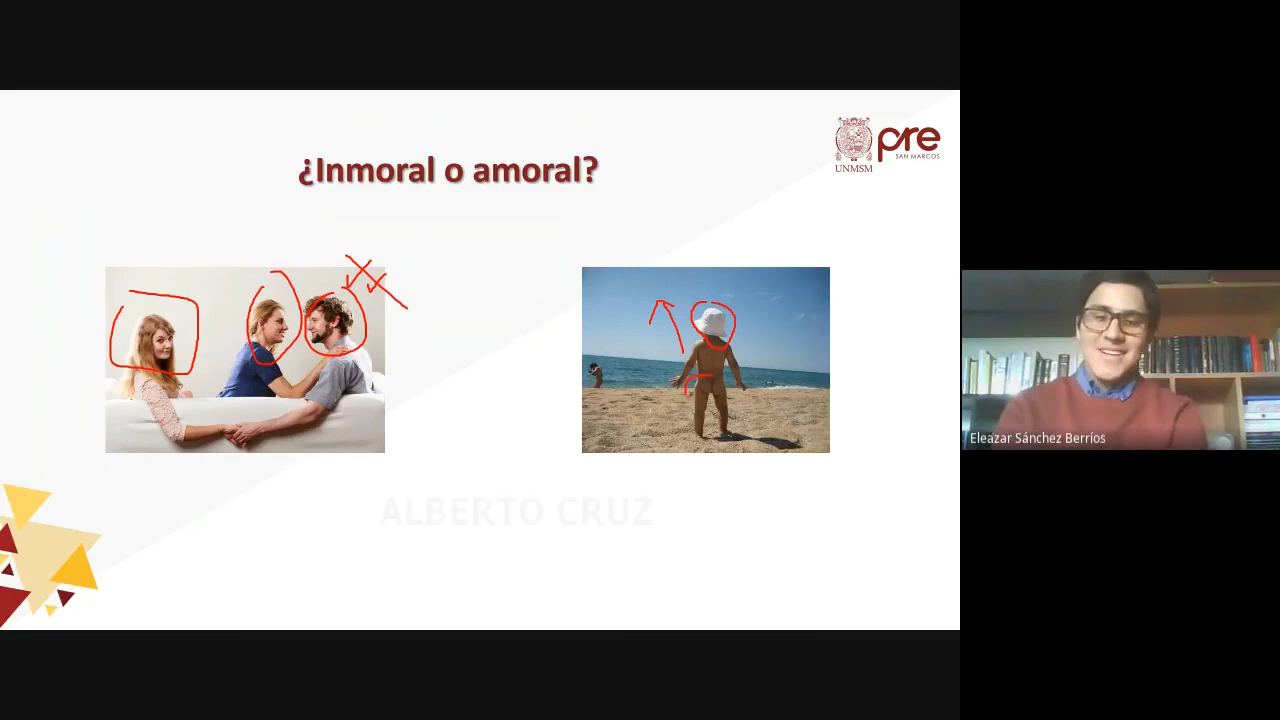 ¿Inmoral o amoral?
UNMSM
pre
SAN MARCOS
ALBERTO CRUZ
Eleazar Sánchez Berríos